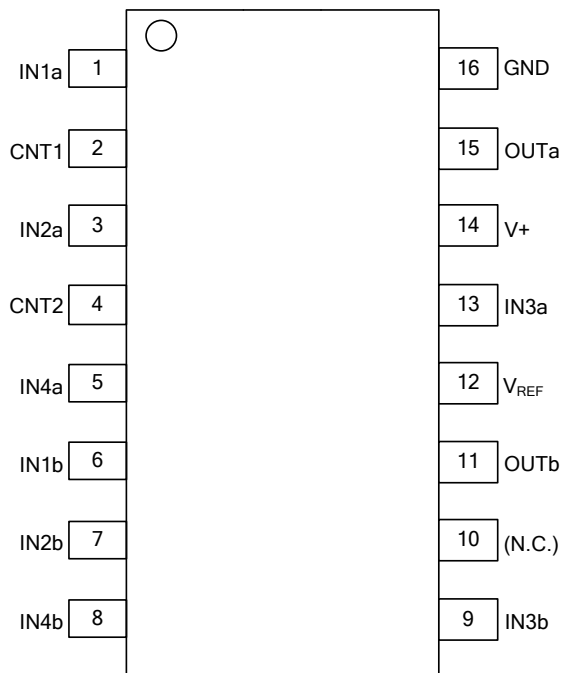 IN1a 1 16 GND
CNT1 2 15 OUTa
IN2a 3 14 V+
CNT2 4 13 IN3a
IN4a 5 12 VREF
IN1b 6 11 OUTb
IN2b 7 10 (N.C.)
IN4b 8 9 IN3b